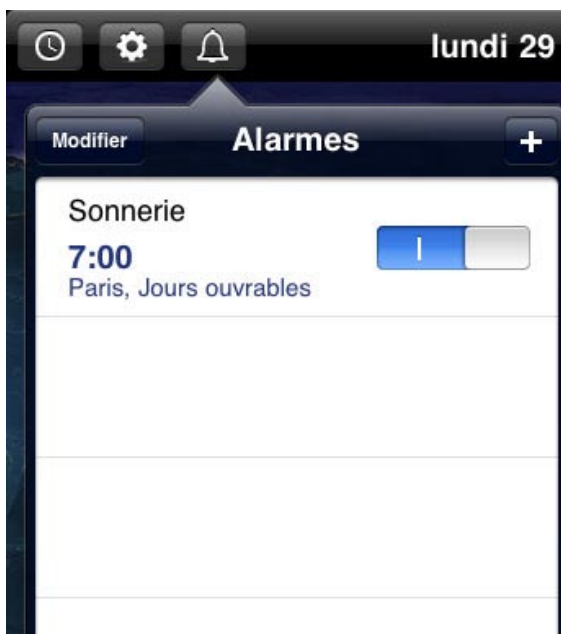 lundi 29
Modifier
Alarmes
+
Sonnerie
7:00
Paris, Jours ouvrables